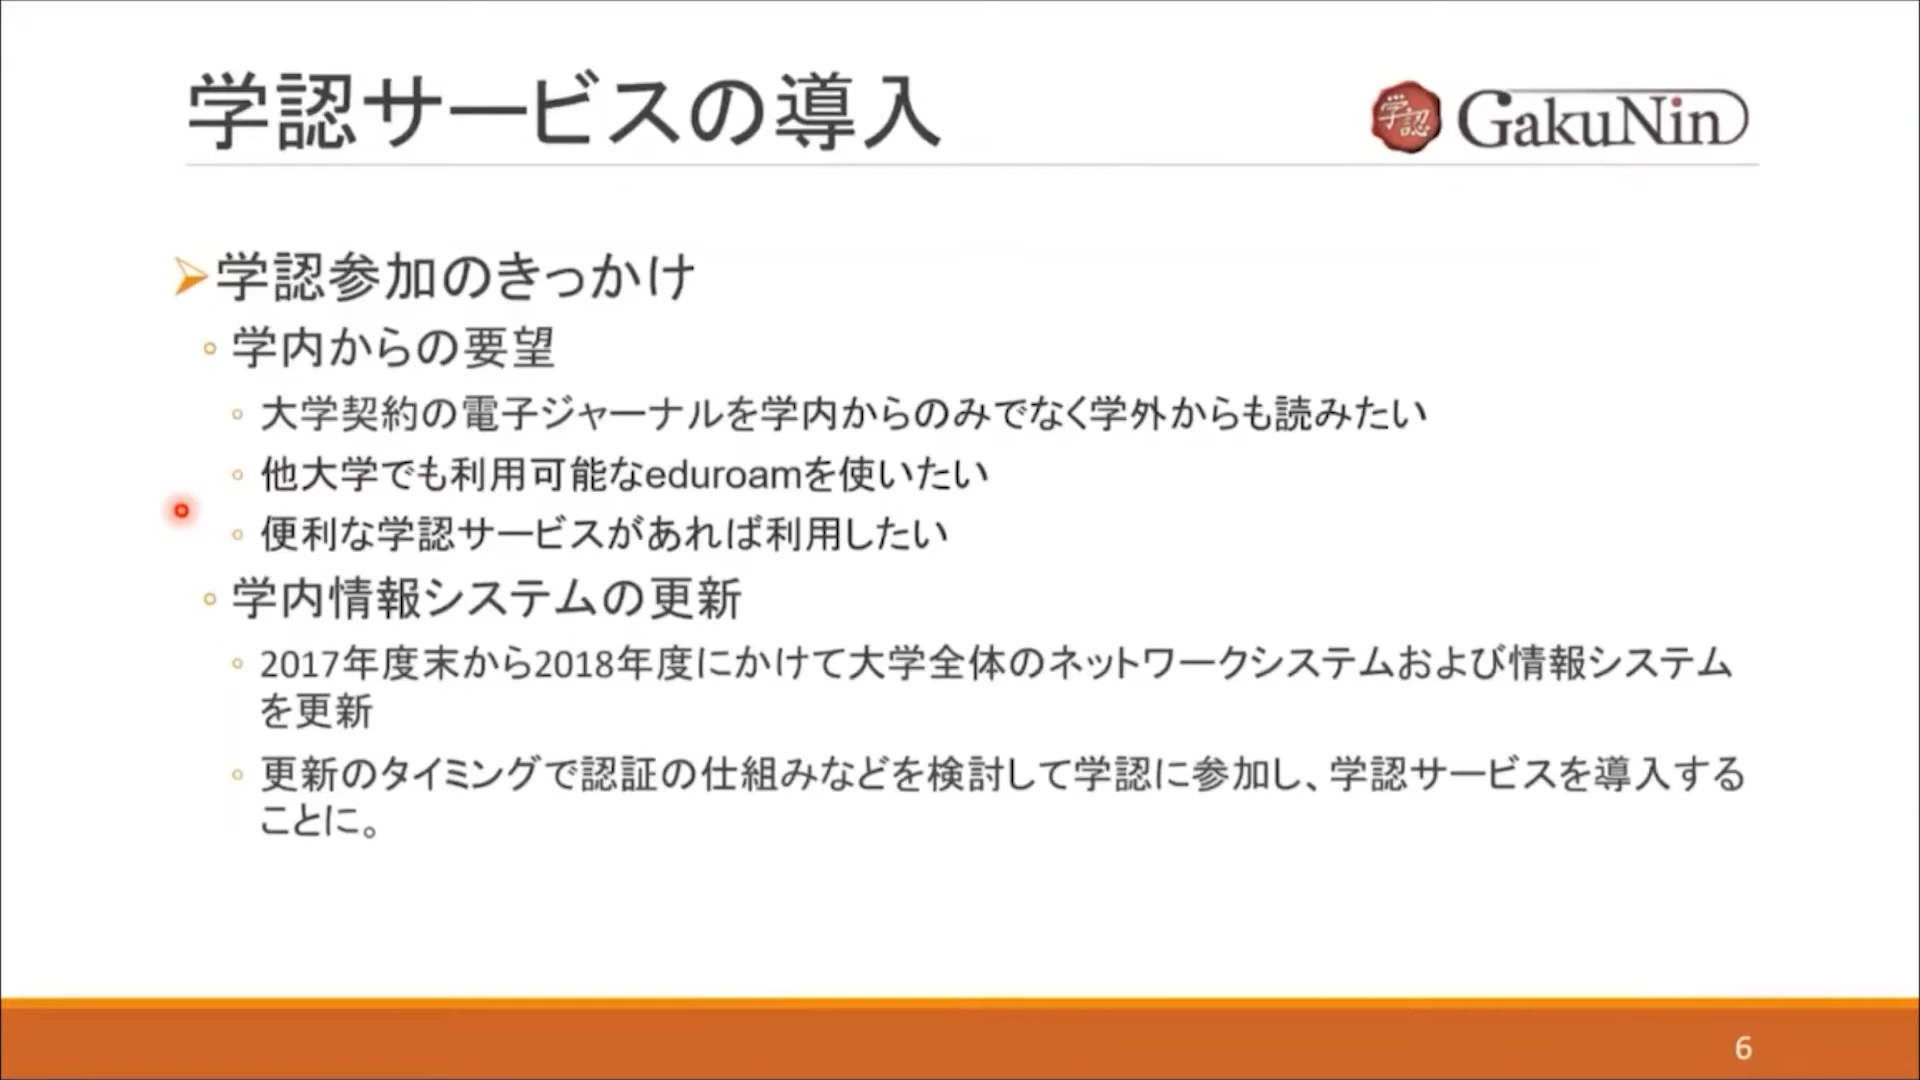 学認サービスの導入
学認 GakuNin
学認参加のきっかけ
学内からの要望
大学契約の電子ジャーナルを学内からのみでなく学外からも読みたい
他大学でも利用可能なeduroamを使いたい
便利な学認サービスがあれば利用したい
学内情報システムの更新
2017年度末から2018年度にかけて大学全体のネットワークシステムおよび情報システム
を更新
更新のタイミングで認証の仕組みなどを検討して学認に参加し、学認サービスを導入する
ことに。
6